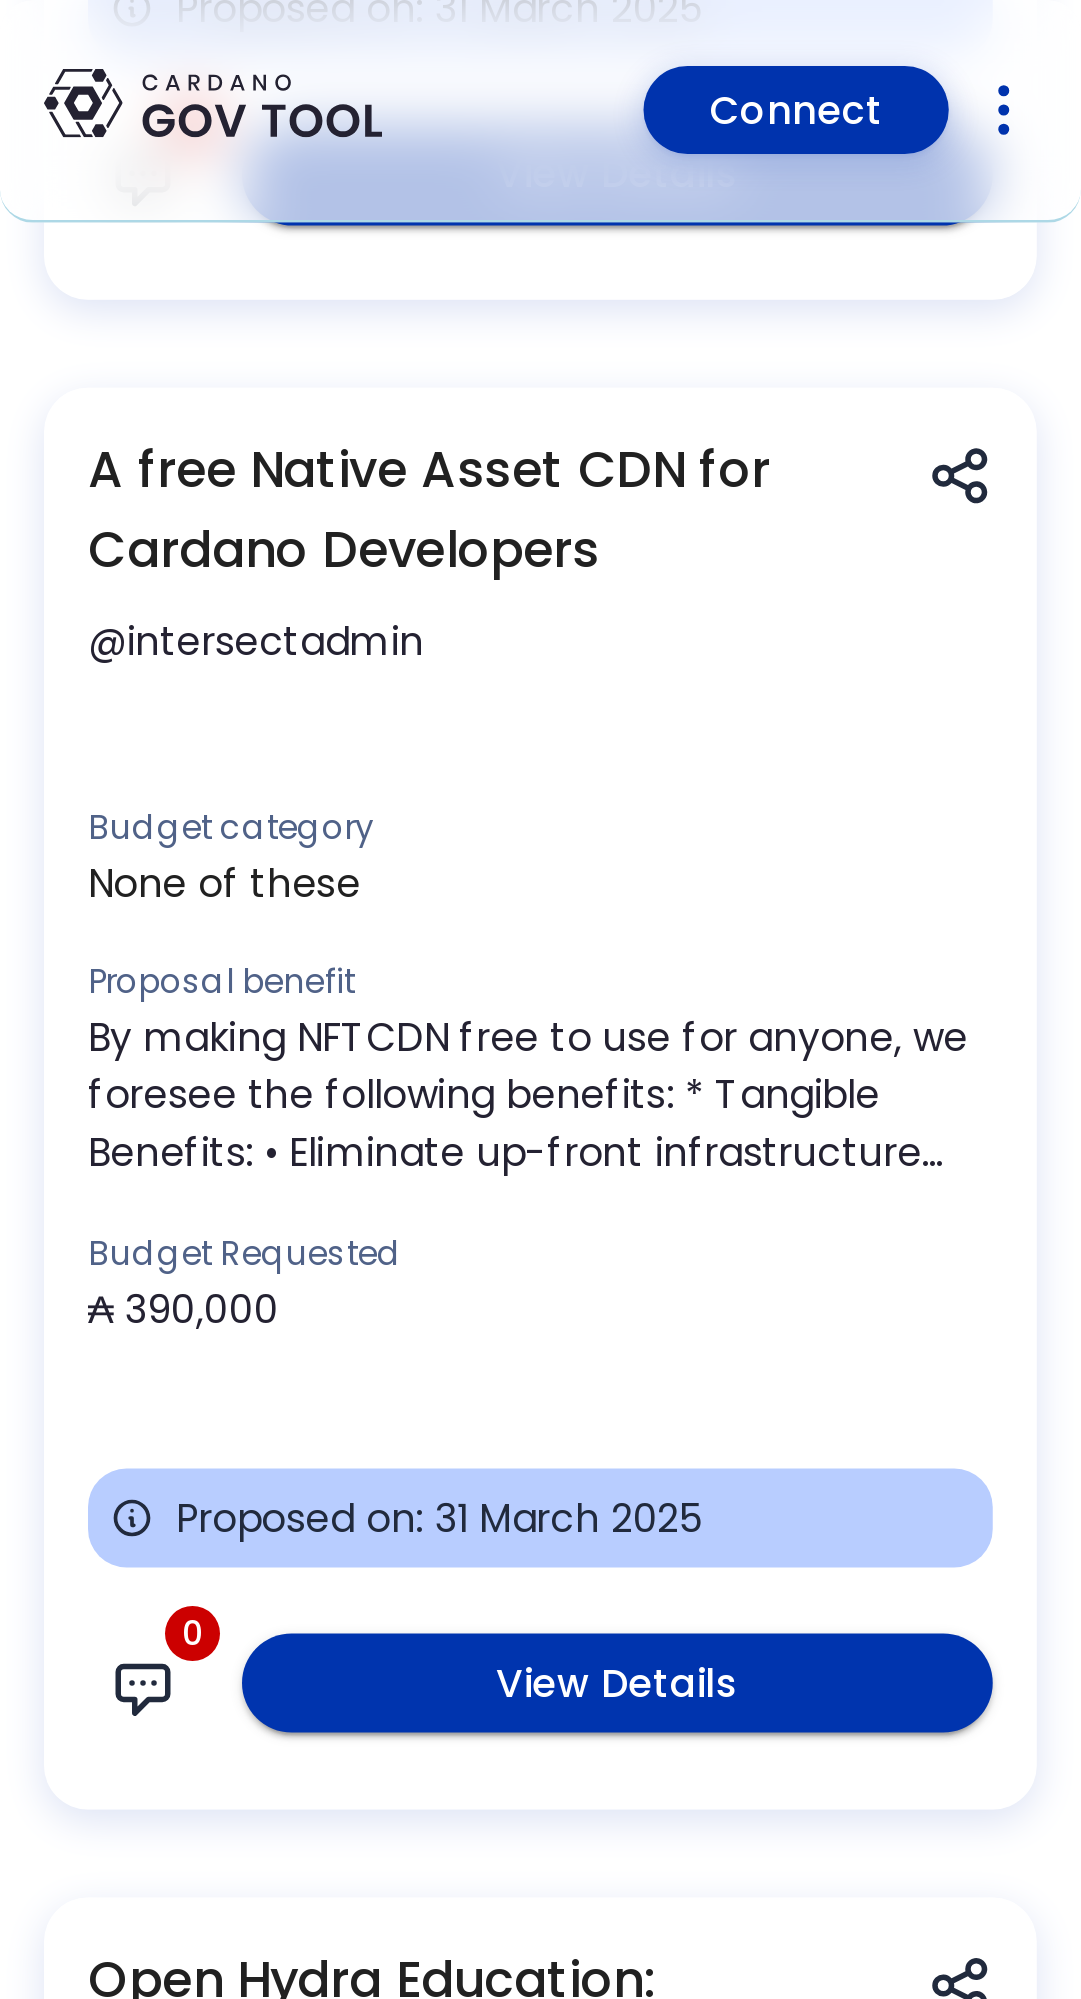 Proposed on: 31 March 2025
CARDANO
GOV TOOL
Connect
View Details
A free Native Asset CDN for
Cardano Developers
@intersectadmin
Budget category
None of these
Proposal benefit
By making NFTCDN free to use for anyone, we
foresee the following benefits: * Tangible
Benefits: • Eliminate up-front infrastructure...
Budget Requested
₳ 390,000
Proposed on: 31 March 2025
0
View Details
Open Hydra Education: